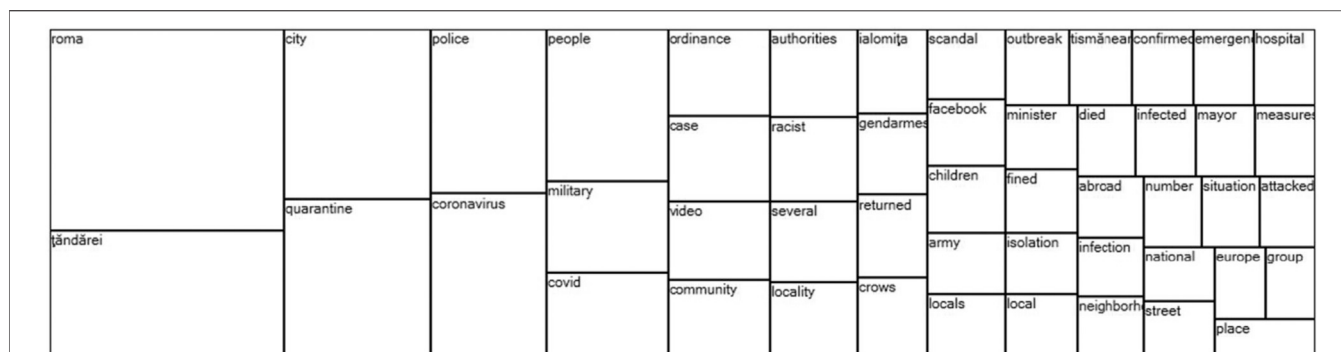 roma
ţăndărei
city
quarantine
police
coronavirus
people
military
covid
ordinance
case
video
community
authorities
racist
several
locality
ialomiţa
gendarmes
returned
crows
scandal
facebook
children
army
locals
outbreak
tismănear
confirmed
emergen
hospital
minister
fined
isolation
local
died
infected
mayor
measures
abroad
infection
neighborh
number
situation
attacked
national
street
europe
group
place